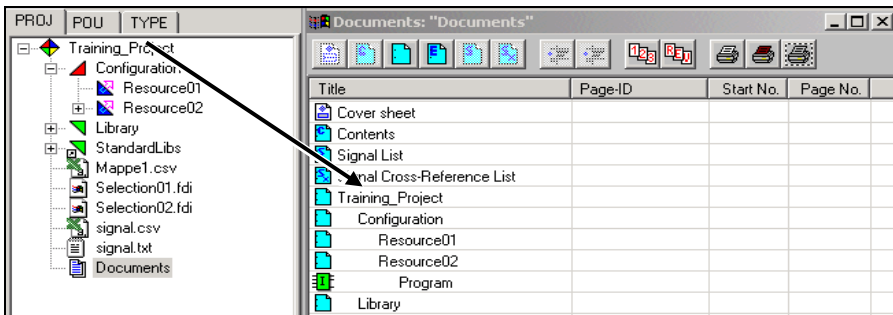 PROJ POU TYPE
Training_Project
Configuration
Resource01
Resource02
Library
StandardLibs
Mappe1.csv
Selection01.fdi
Selection02.fdi
signal.csv
signal.txt
Documents
Documents: "Documents"
Title Page-ID Start No. Page No.
Cover sheet
Contents
Signal List
Signal Cross-Reference List
Training_Project
Configuration
Resource01
Resource02
Program
Library